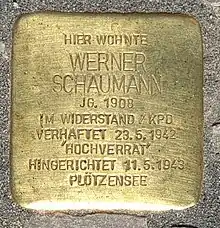 HIER WOHNTE
WERNER
SCHAUMANN
JG. 1908
IM WIDERSTAND / KPD
VERHAFTET 23.5.1942
'HOCHVERRAT'
HINGERICHTET 11.5.1943
PLÖTZENSEE